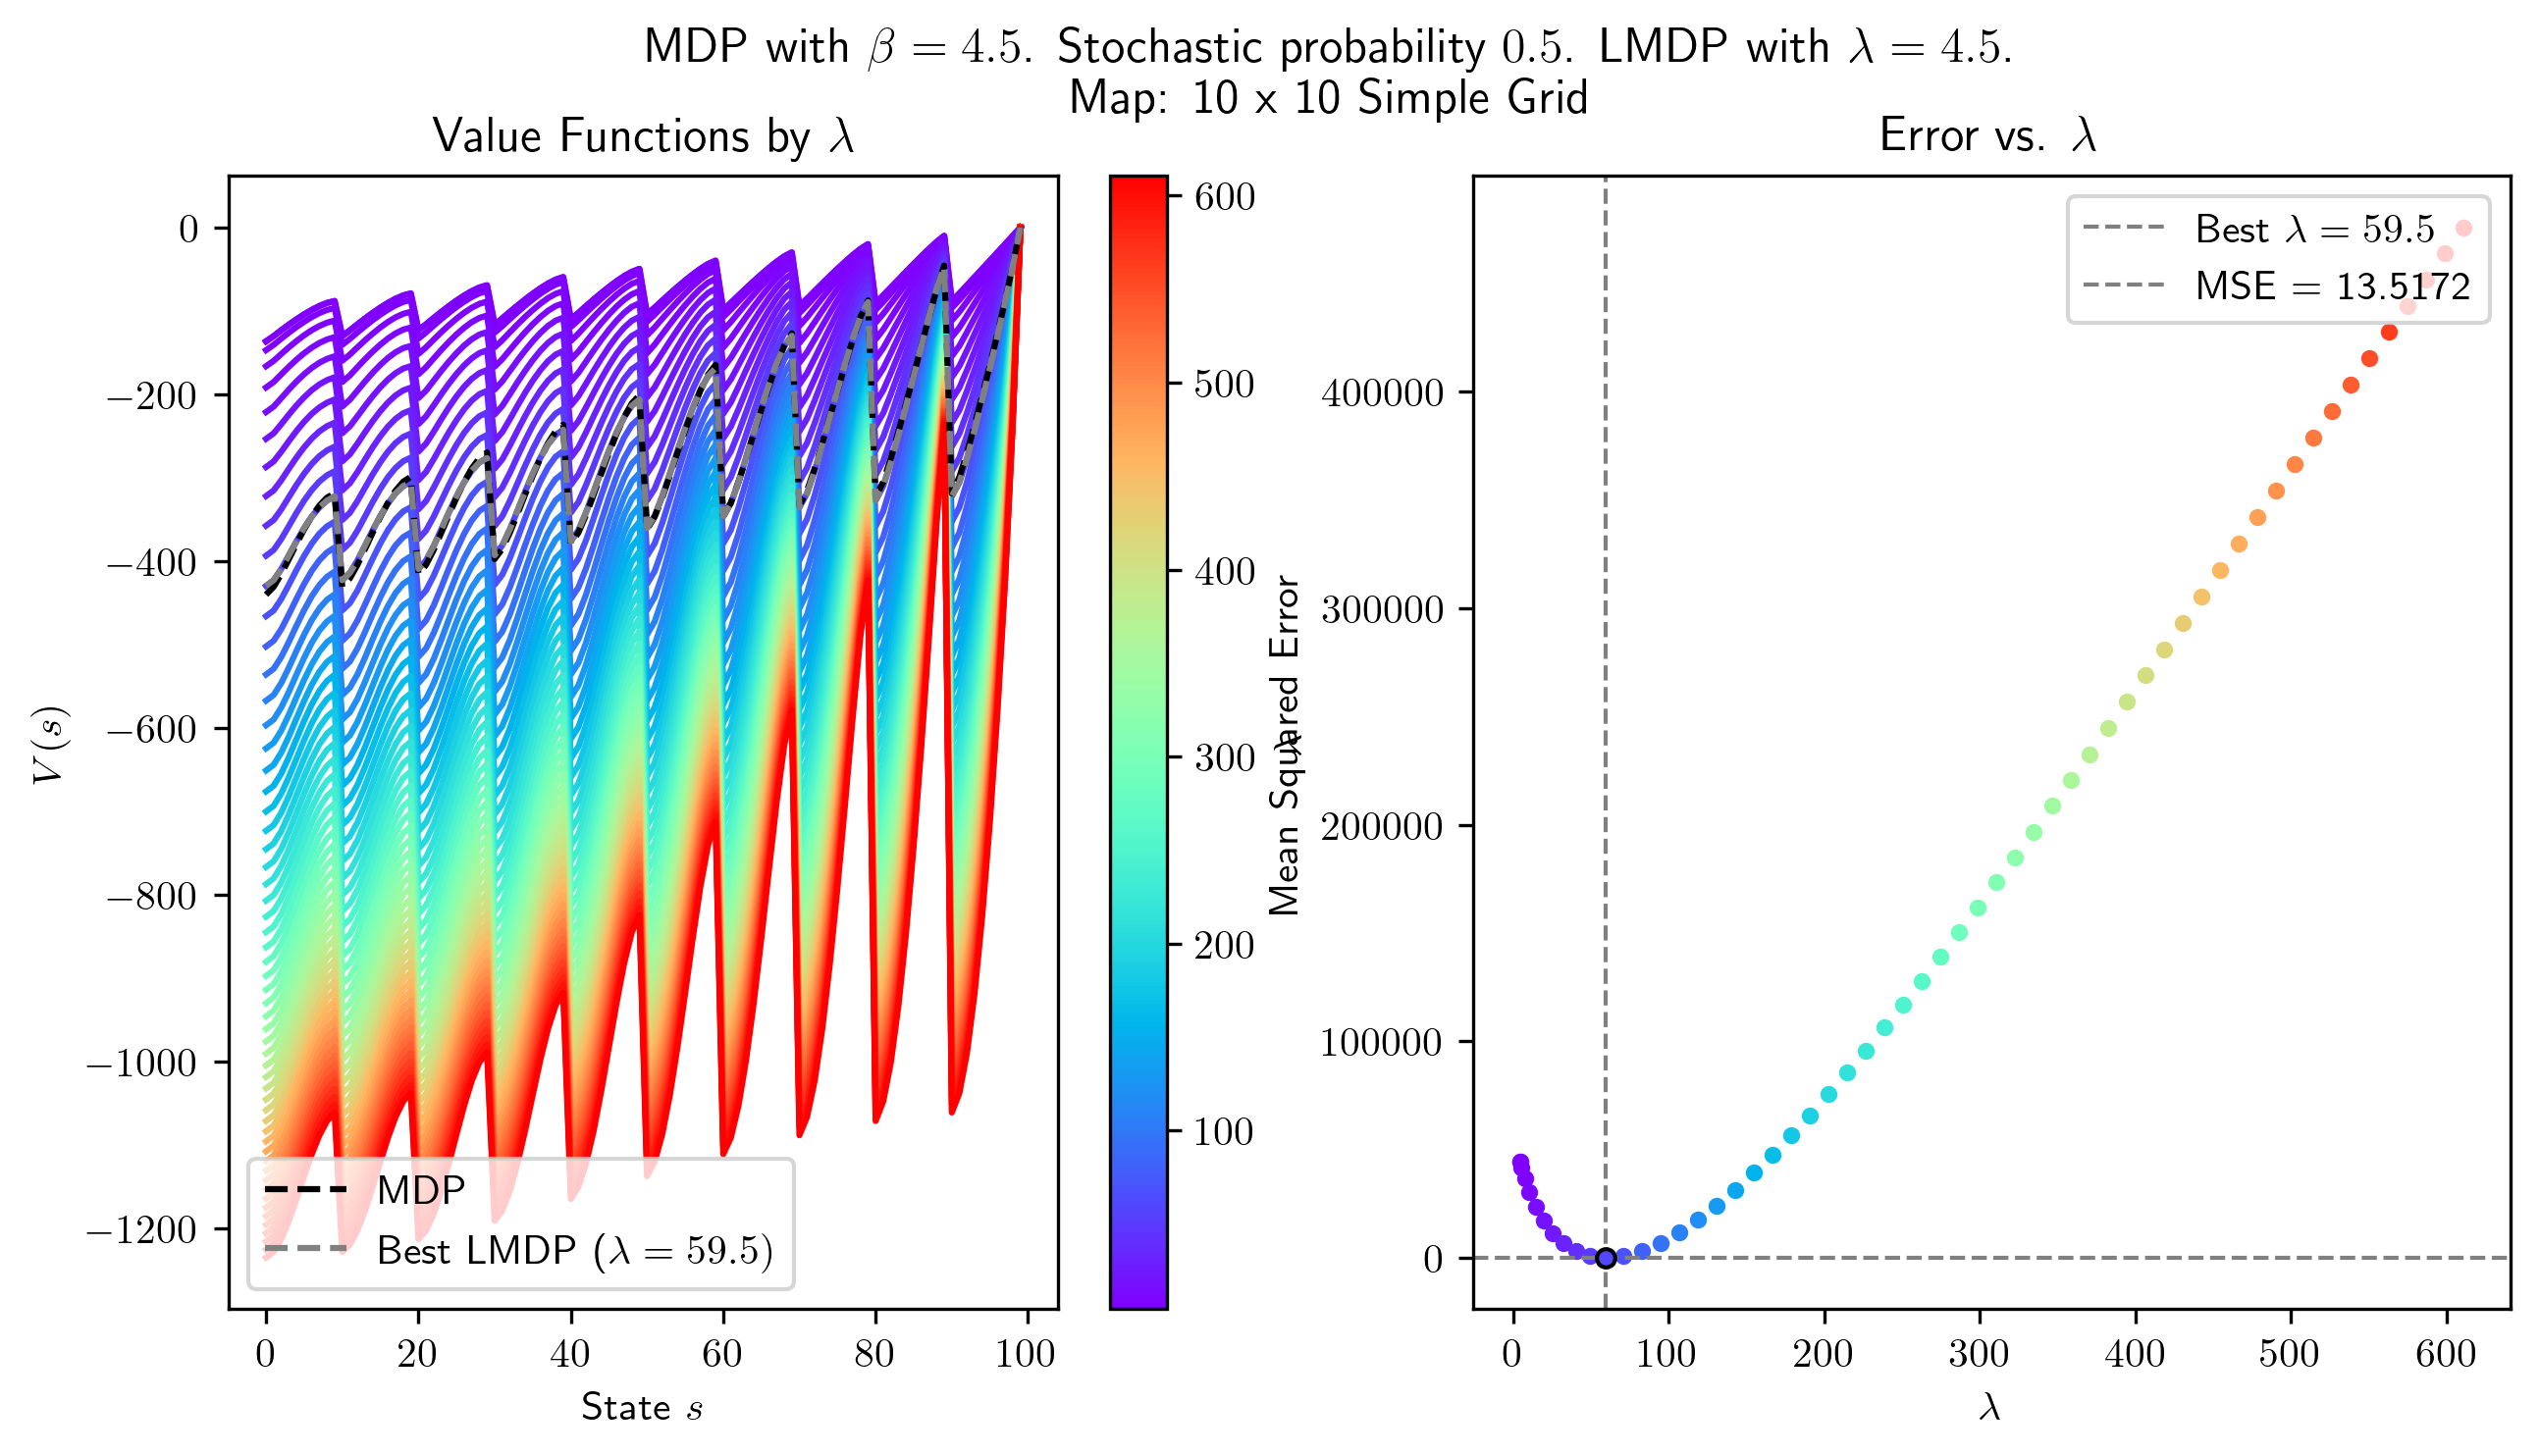 MDP with β = 4.5. Stochastic probability 0.5. LMDP with λ = 4.5.
Map: 10 x 10 Simple Grid
Value Functions by λ
V(s)
0
−200
−400
−600
−800
−1000
−1200
MDP
Best LMDP (λ = 59.5)
0
20
40
60
80
100
State s
600
500
400
300
200
100
λ
Error vs. λ
Mean Squared Error
400000
300000
200000
100000
0
Best λ = 59.5
MSE = 13.5172
0
100
200
300
400
500
600
λ